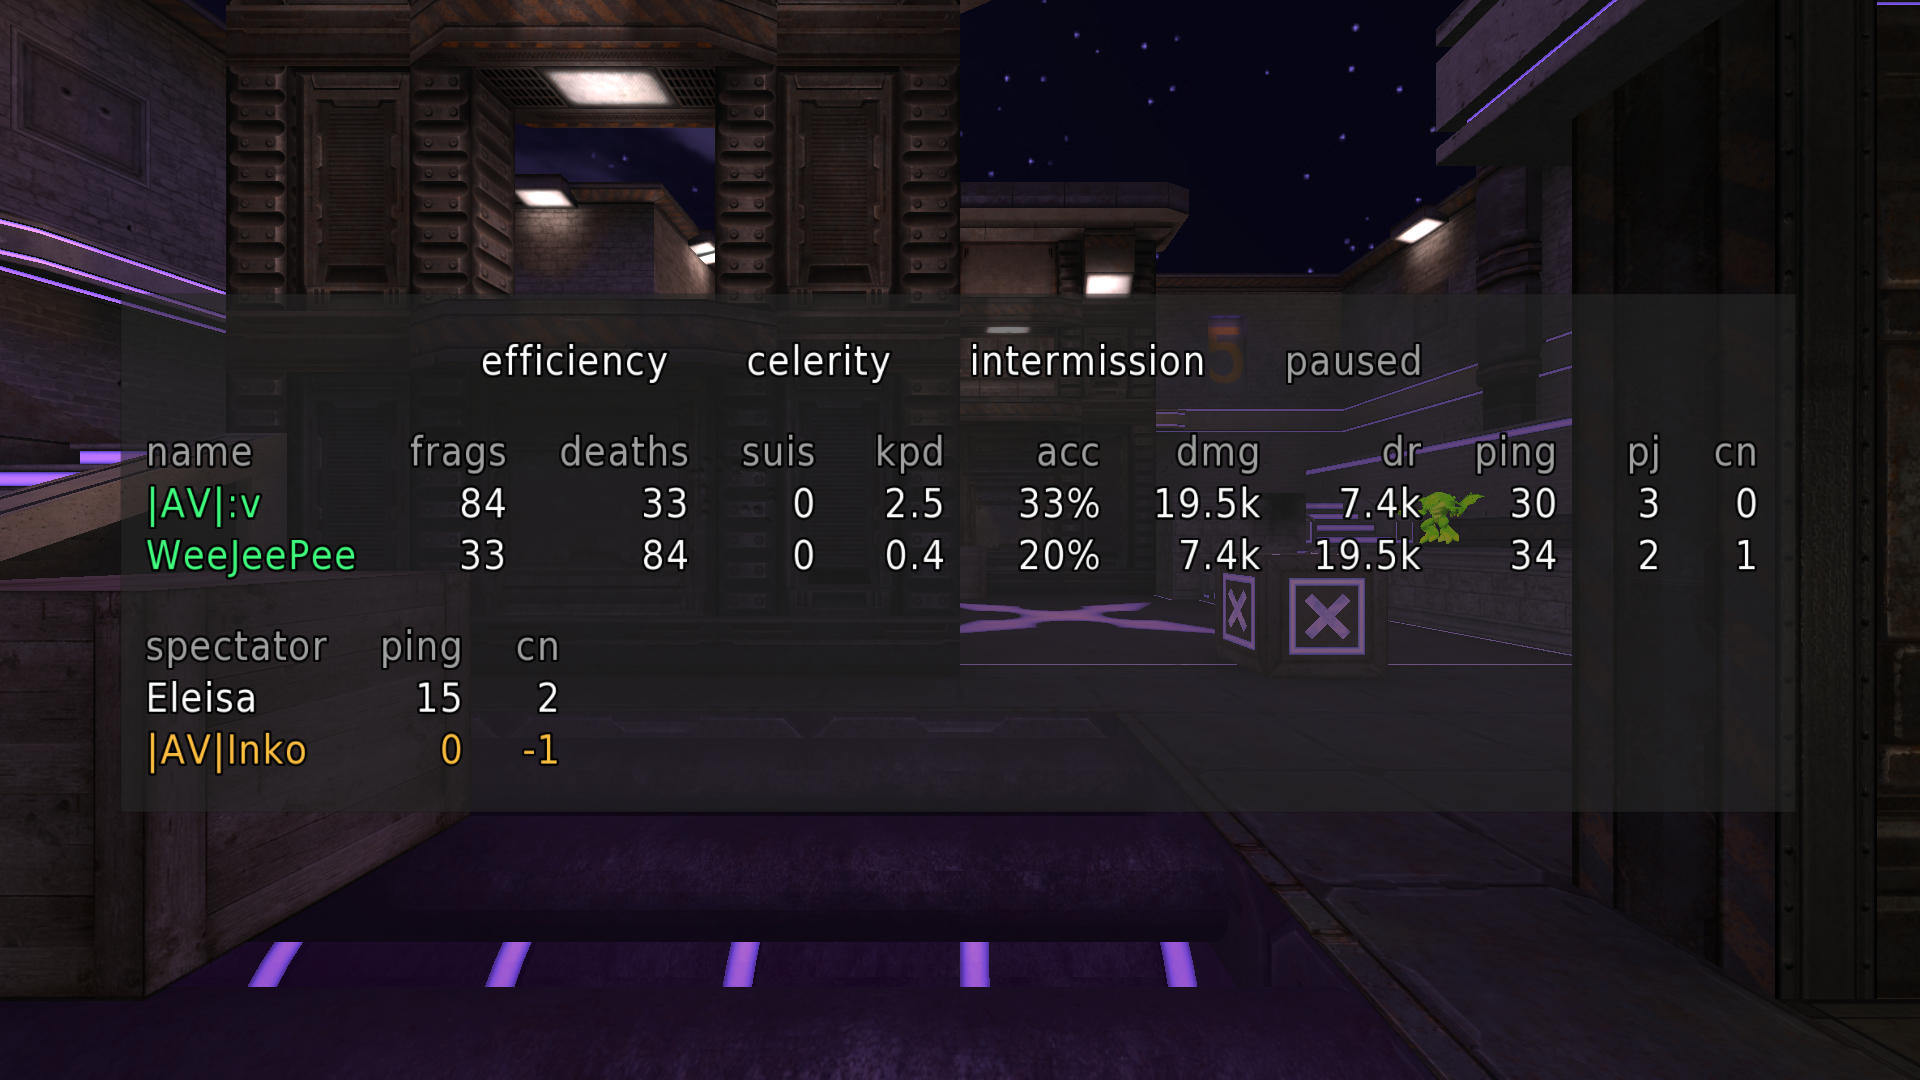 efficiency celerity intermission paused
name frags deaths suis kpd acc dmg dr ping pj cn
|AV|:v 84 33 0 2.5 33% 19.5k 7.4k 30 3 0
WeeJeePee 33 84 0 0.4 20% 7.4k 19.5k 34 2 1
spectator ping cn
Eleisa 15 2
|AV|Inko 0 -1
5